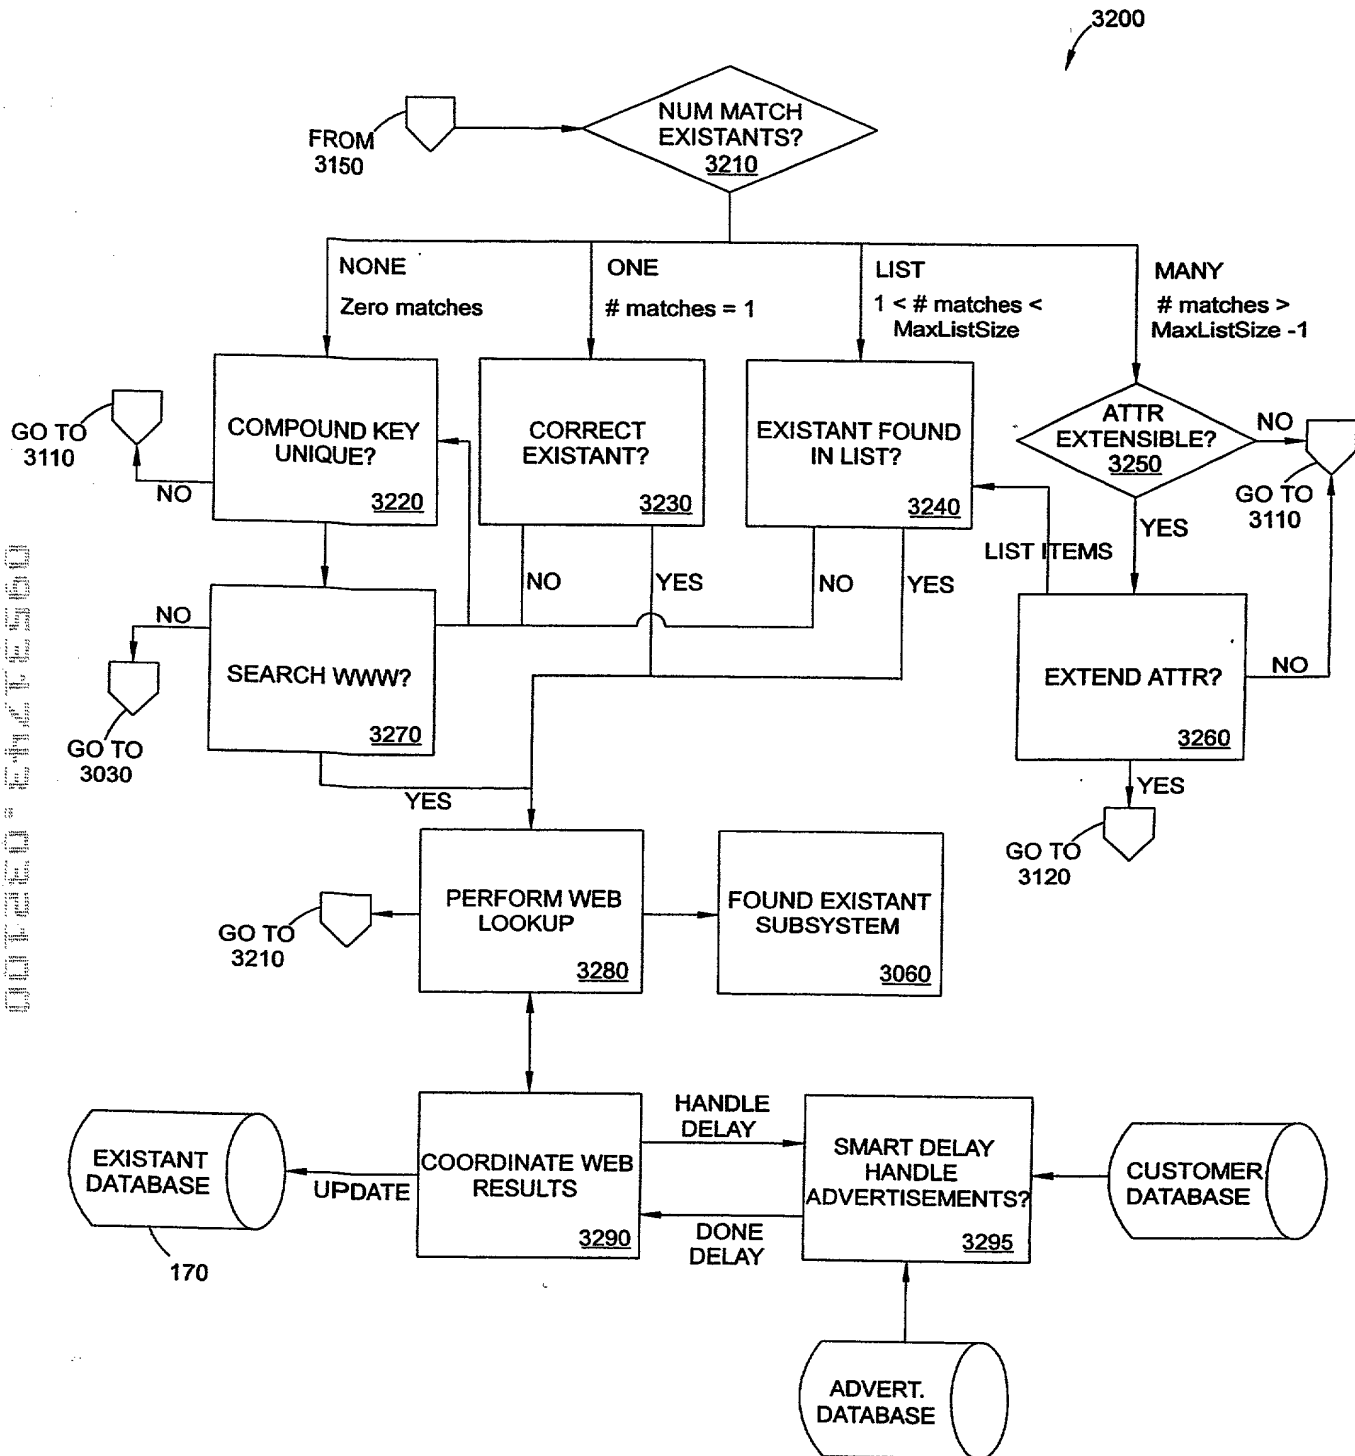 3200
NUM MATCH
EXISTANTS?
3210
FROM
3150
NONE
Zero matches
ONE
# matches = 1
LIST
1 < # matches <
MaxListSize
MANY
# matches >
MaxListSize -1
GO TO
3110
NO
COMPOUND KEY
UNIQUE?
3220
CORRECT
EXISTANT?
3230
EXISTANT FOUND
IN LIST?
3240
ATTR
EXTENSIBLE?
3250
NO
GO TO
3110
YES
LIST ITEMS
NO
YES
NO
YES
NO
GO TO
3030
SEARCH WWW?
3270
EXTEND ATTR?
3260
NO
YES
GO TO
3120
YES
GO TO
3210
PERFORM WEB
LOOKUP
3280
FOUND EXISTANT
SUBSYSTEM
3060
EXISTANT
DATABASE
170
UPDATE
COORDINATE WEB
RESULTS
3290
HANDLE
DELAY
DONE
DELAY
SMART DELAY
HANDLE
ADVERTISEMENTS?
3295
CUSTOMER
DATABASE
ADVERT.
DATABASE